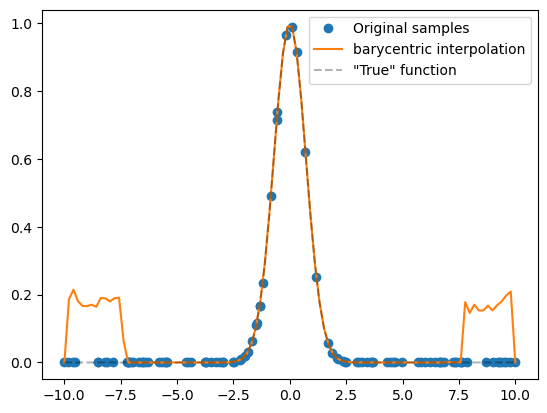 Original samples
barycentric interpolation
"True" function
1.0
0.8
0.6
0.4
0.2
0.0
−10.0 −7.5 −5.0 −2.5 0.0 2.5 5.0 7.5 10.0